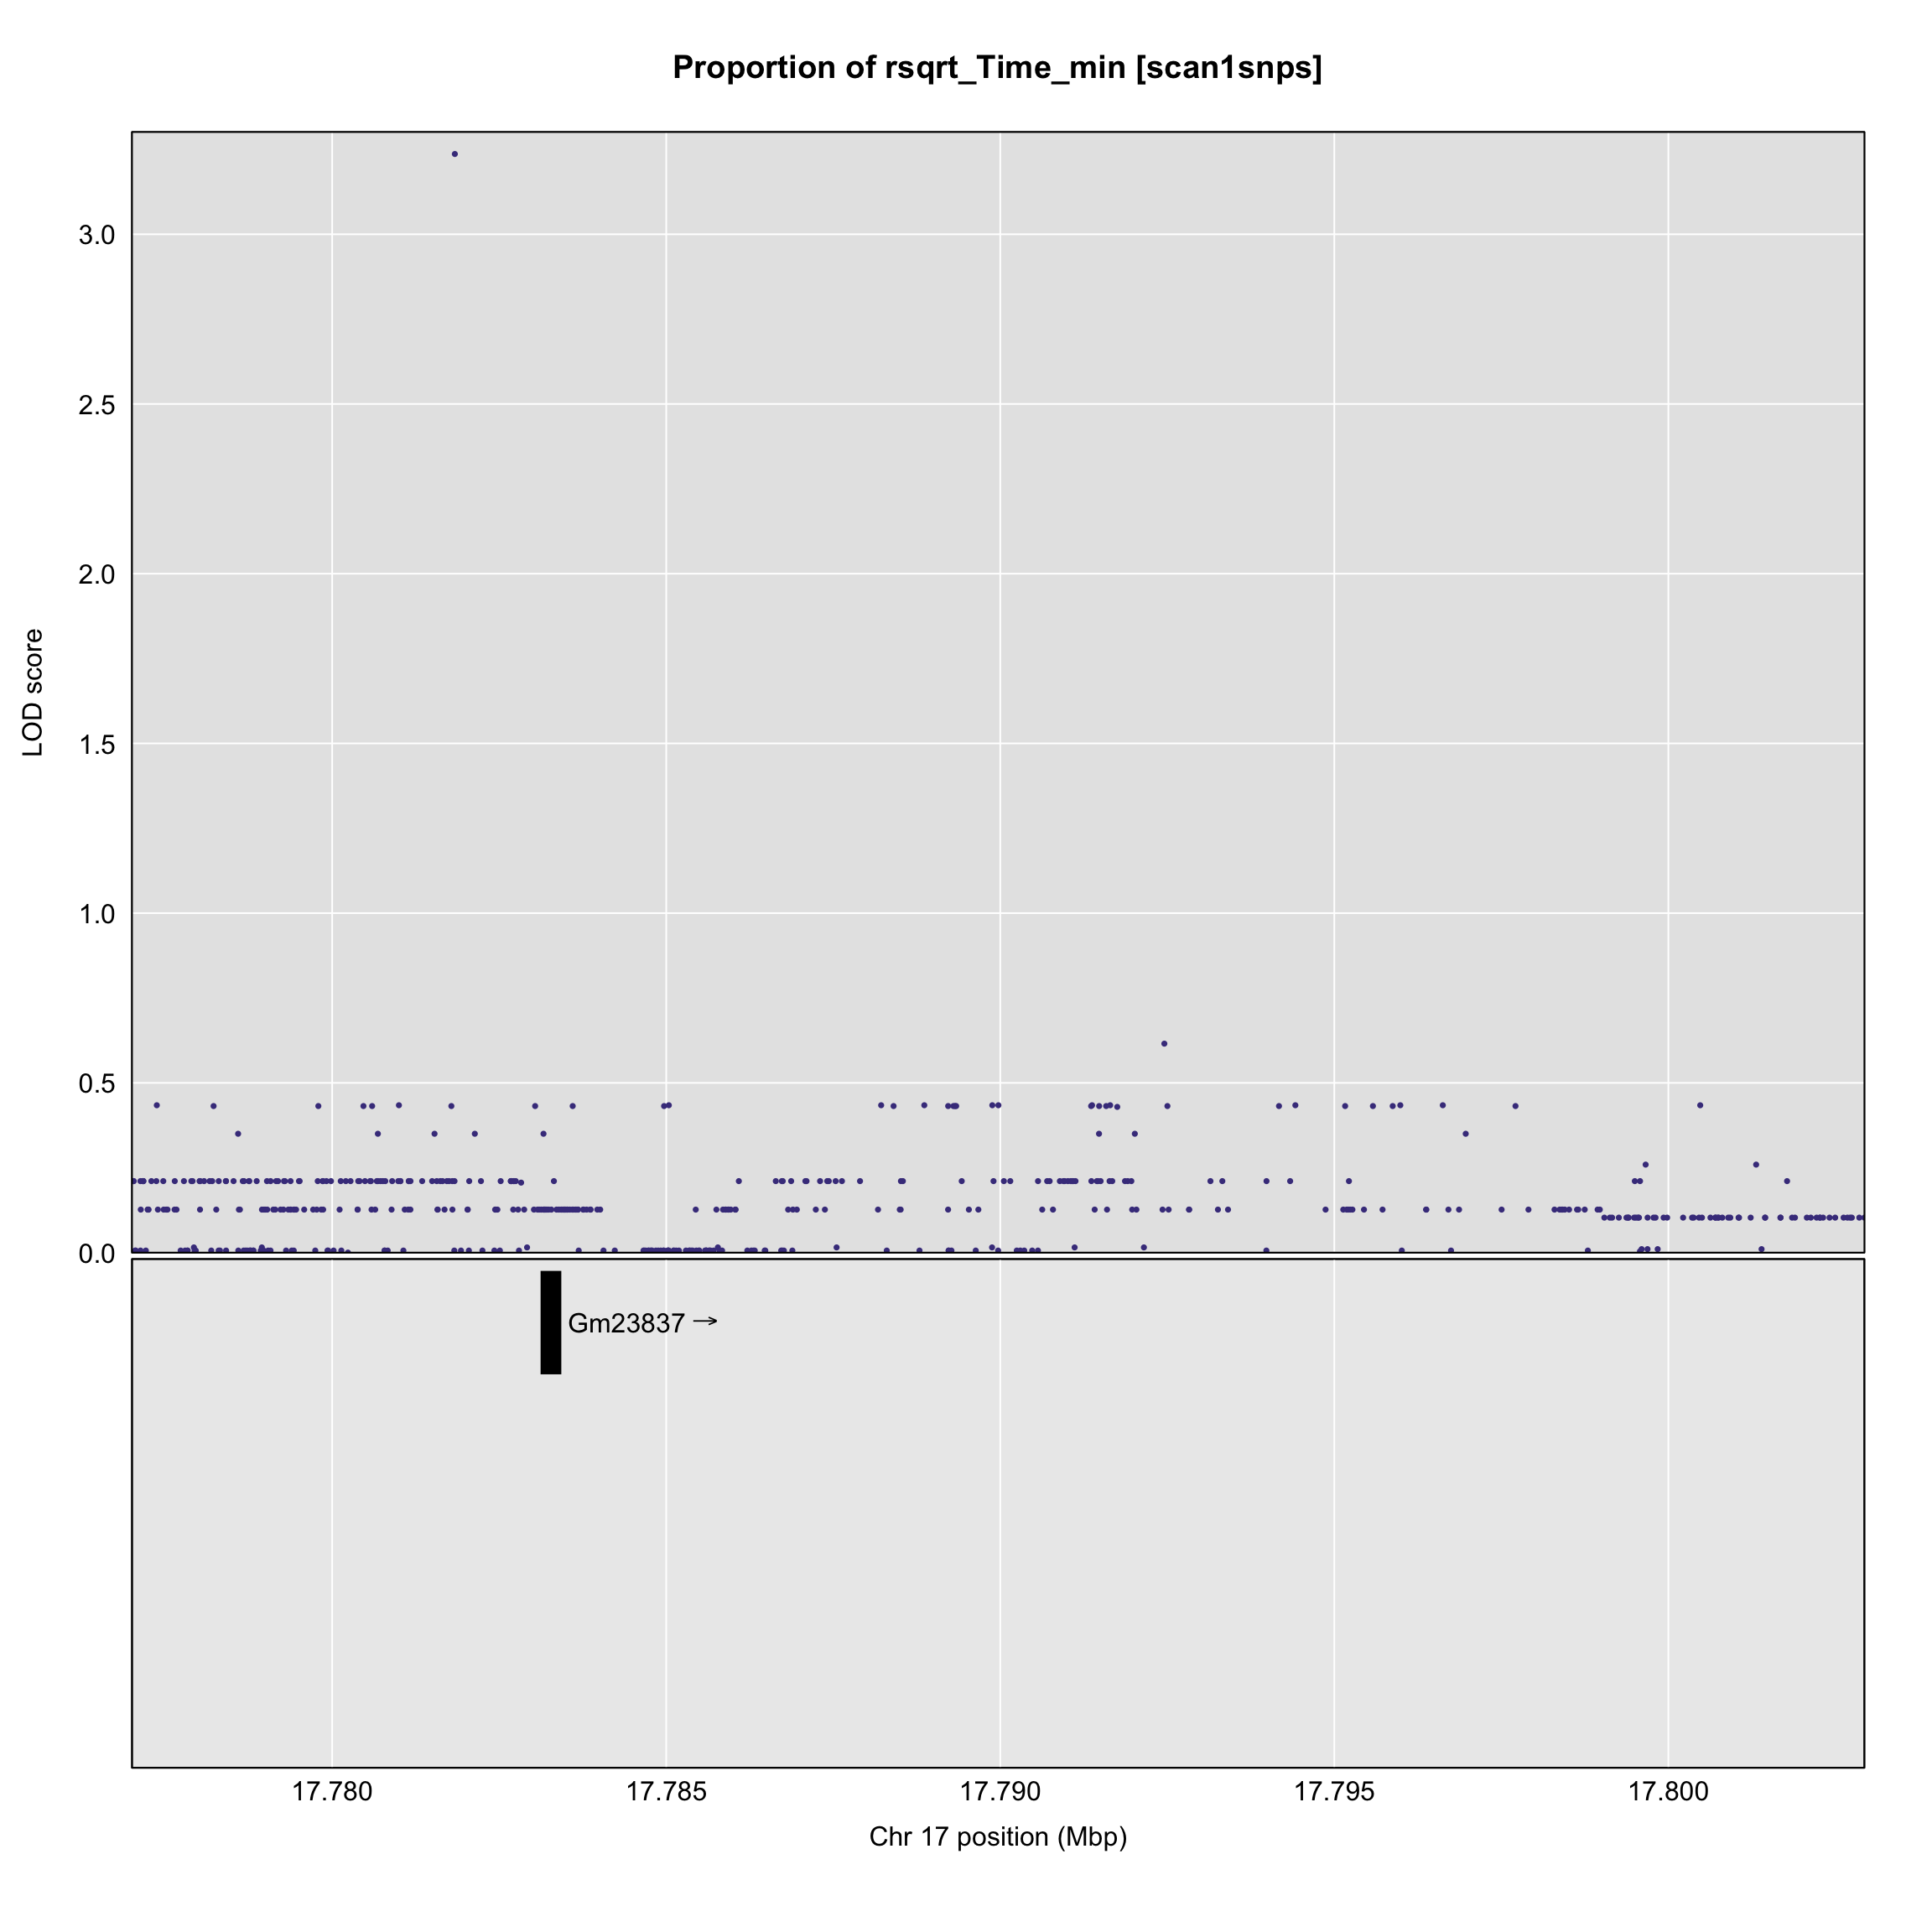 Proportion of rsqrt_Time_min [scan1snps]
3.0
2.5
2.0
1.5
1.0
0.5
0.0
LOD score
Gm23837 →
17.780 17.785 17.790 17.795 17.800
Chr 17 position (Mbp)